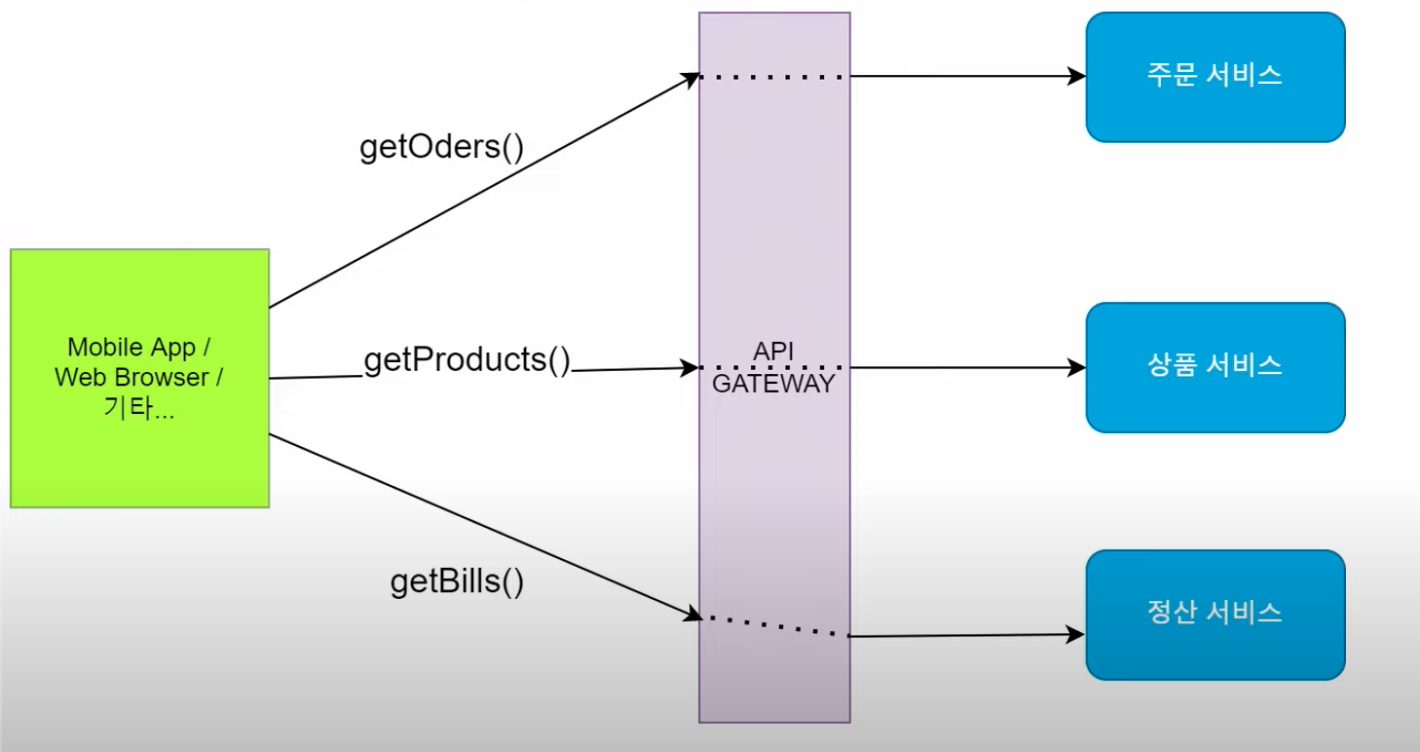 주문 서비스
getOders()
Mobile App /
Web Browser /
기타...
getProducts()
API
GATEWAY
상품 서비스
getBills()
정산 서비스